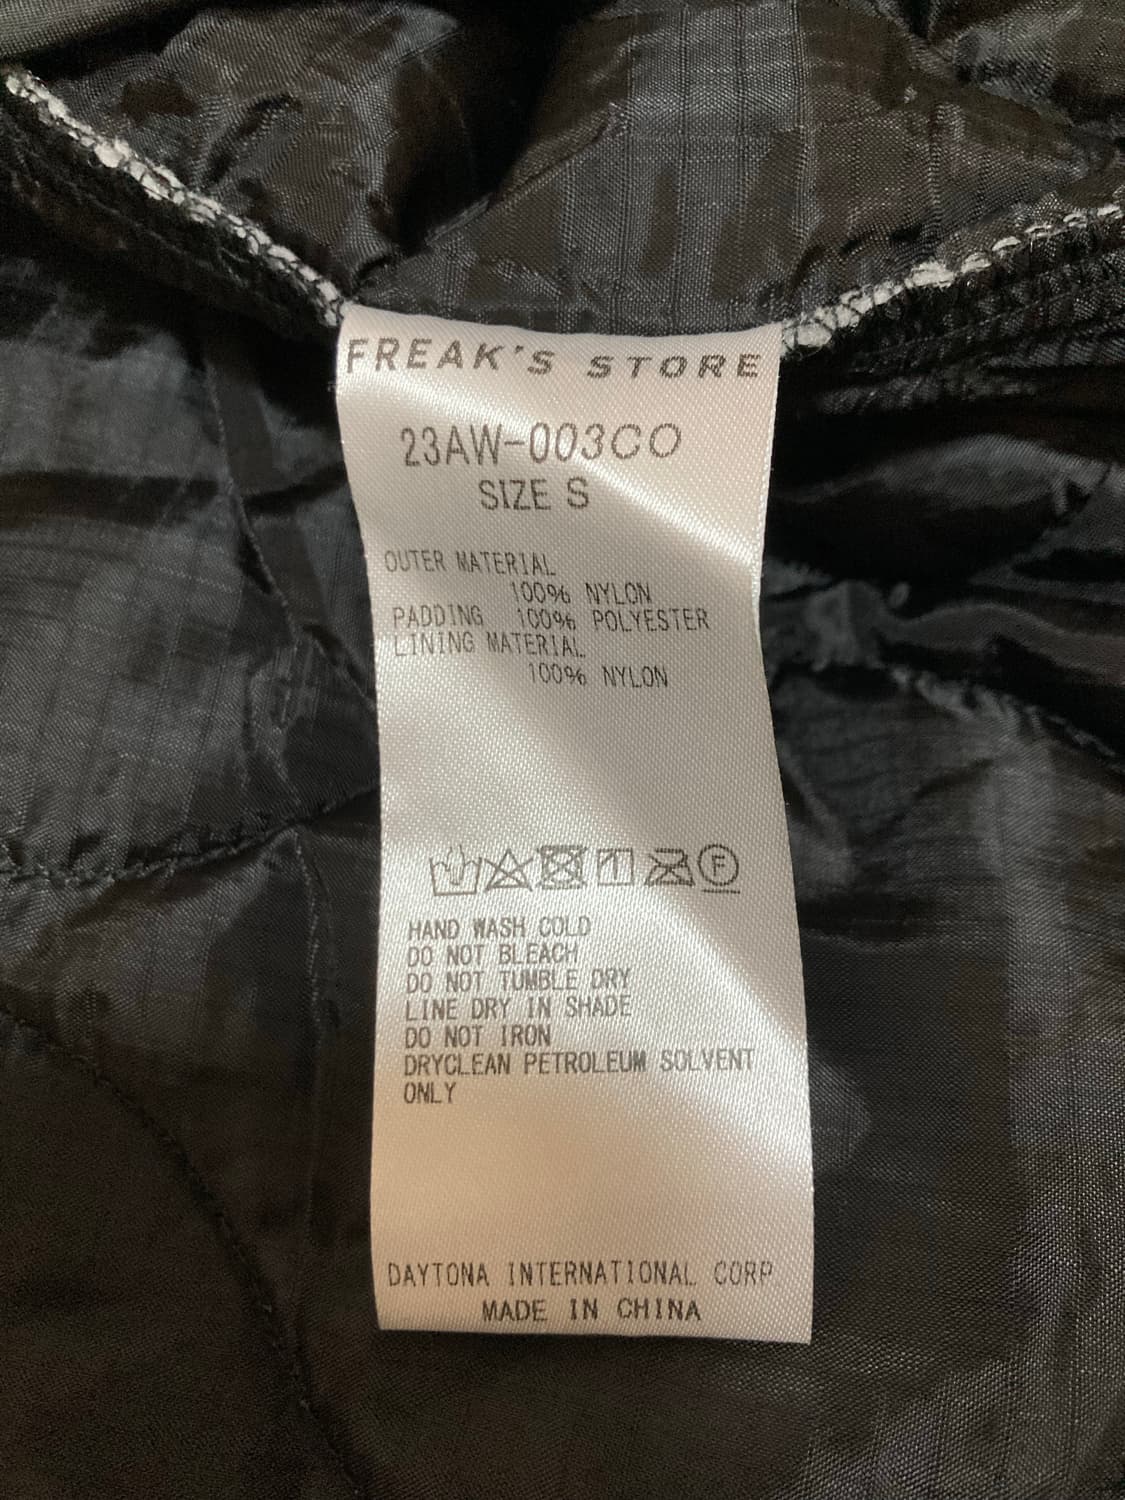 FREAK'S STORE
23AW-003CO
SIZE S
OUTER MATERIAL
100% NYLON
PADDING 100% POLYESTER
LINING MATERIAL
100% NYLON
F
HAND WASH COLD
DO NOT BLEACH
DO NOT TUMBLE DRY
LINE DRY IN SHADE
DO NOT IRON
DRYCLEAN PETROLEUM SOLVENT
ONLY
DAYTONA INTERNATIONAL CORP
MADE IN CHINA